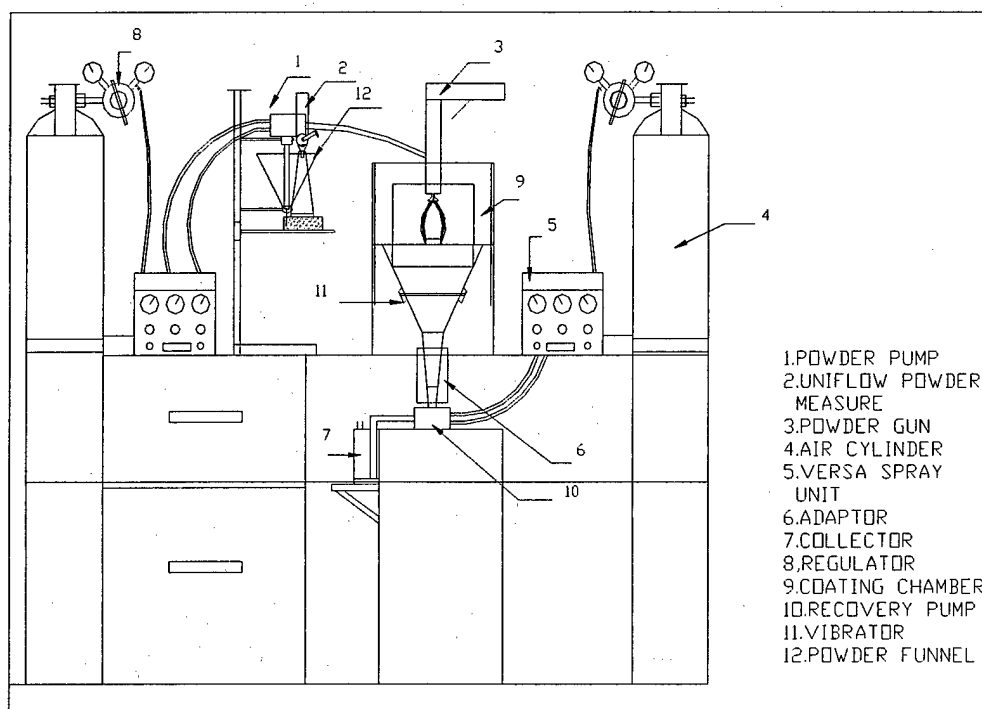 8
1
2
12
3
9
5
4
11
7
6
10
1.POWDER PUMP
2.UNIFLOW POWDER
MEASURE
3.POWDER GUN
4.AIR CYLINDER
5.VERSA SPRAY
UNIT
6.ADAPTOR
7.COLLECTOR
8,REGULATOR
9.COATING CHAMBER
10.RECOVERY PUMP
11.VIBRATOR
12.POWDER FUNNEL